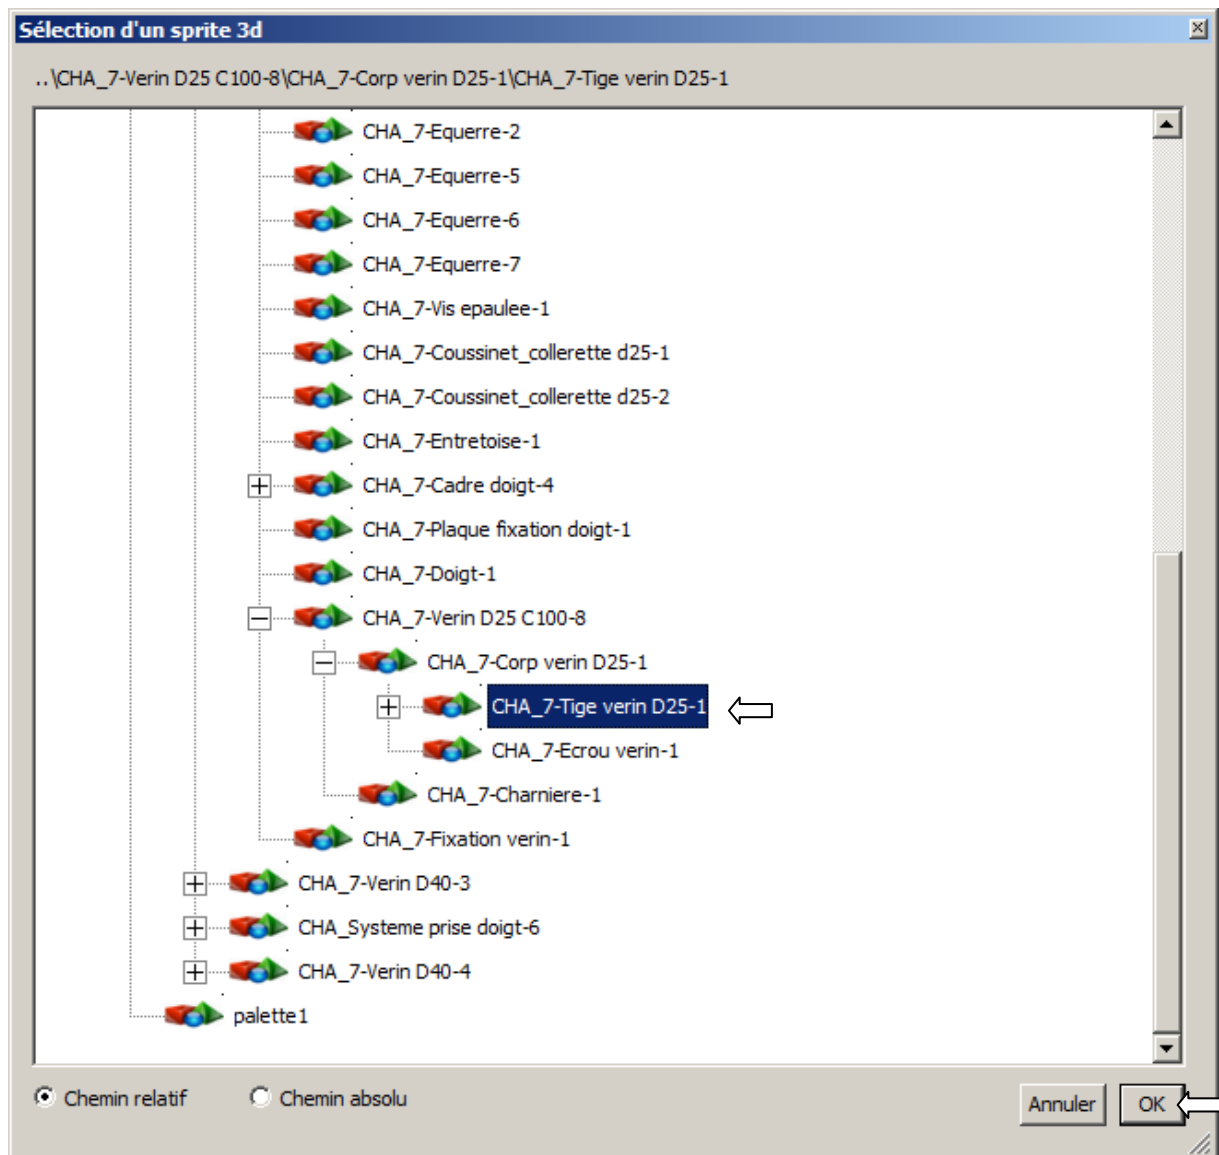 Sélection d'un sprite 3d
..\CHA_7-Verin D25 C100-8\CHA_7-Corp verin D25-1\CHA_7-Tige verin D25-1
CHA_7-Equerre-2
CHA_7-Equerre-5
CHA_7-Equerre-6
CHA_7-Equerre-7
CHA_7-Vis epaulee-1
CHA_7-Coussinet_collerette d25-1
CHA_7-Coussinet_collerette d25-2
CHA_7-Entretoise-1
CHA_7-Cadre doigt-4
CHA_7-Plaque fixation doigt-1
CHA_7-Doigt-1
CHA_7-Verin D25 C100-8
CHA_7-Corp verin D25-1
CHA_7-Tige verin D25-1
CHA_7-Ecrou verin-1
CHA_7-Charniere-1
CHA_7-Fixation verin-1
CHA_7-Verin D40-3
CHA_Systeme prise doigt-6
CHA_7-Verin D40-4
palette1
Chemin relatif Chemin absolu Annuler OK